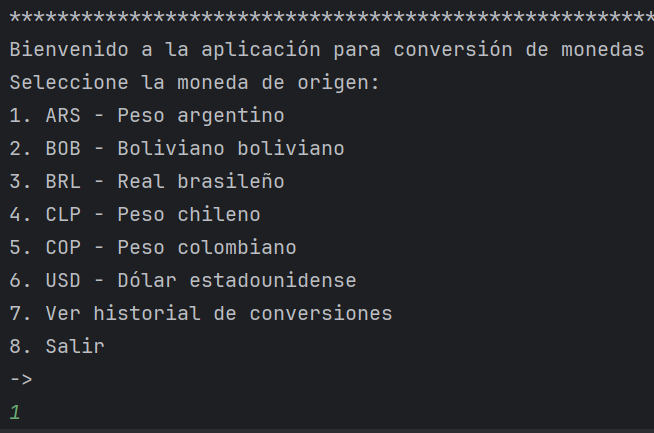 ******************************************************
Bienvenido a la aplicación para conversión de monedas
Seleccione la moneda de origen:
1. ARS - Peso argentino
2. BOB - Boliviano boliviano
3. BRL - Real brasileño
4. CLP - Peso chileno
5. COP - Peso colombiano
6. USD - Dólar estadounidense
7. Ver historial de conversiones
8. Salir
->
1